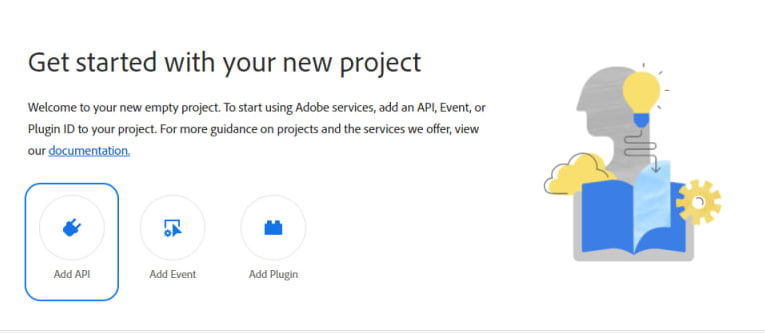 Get started with your new project
Welcome to your new empty project. To start using Adobe services, add an API, Event, or
Plugin ID to your project. For more guidance on projects and the services we offer, view
our documentation.
Add API
Add Event
Add Plugin